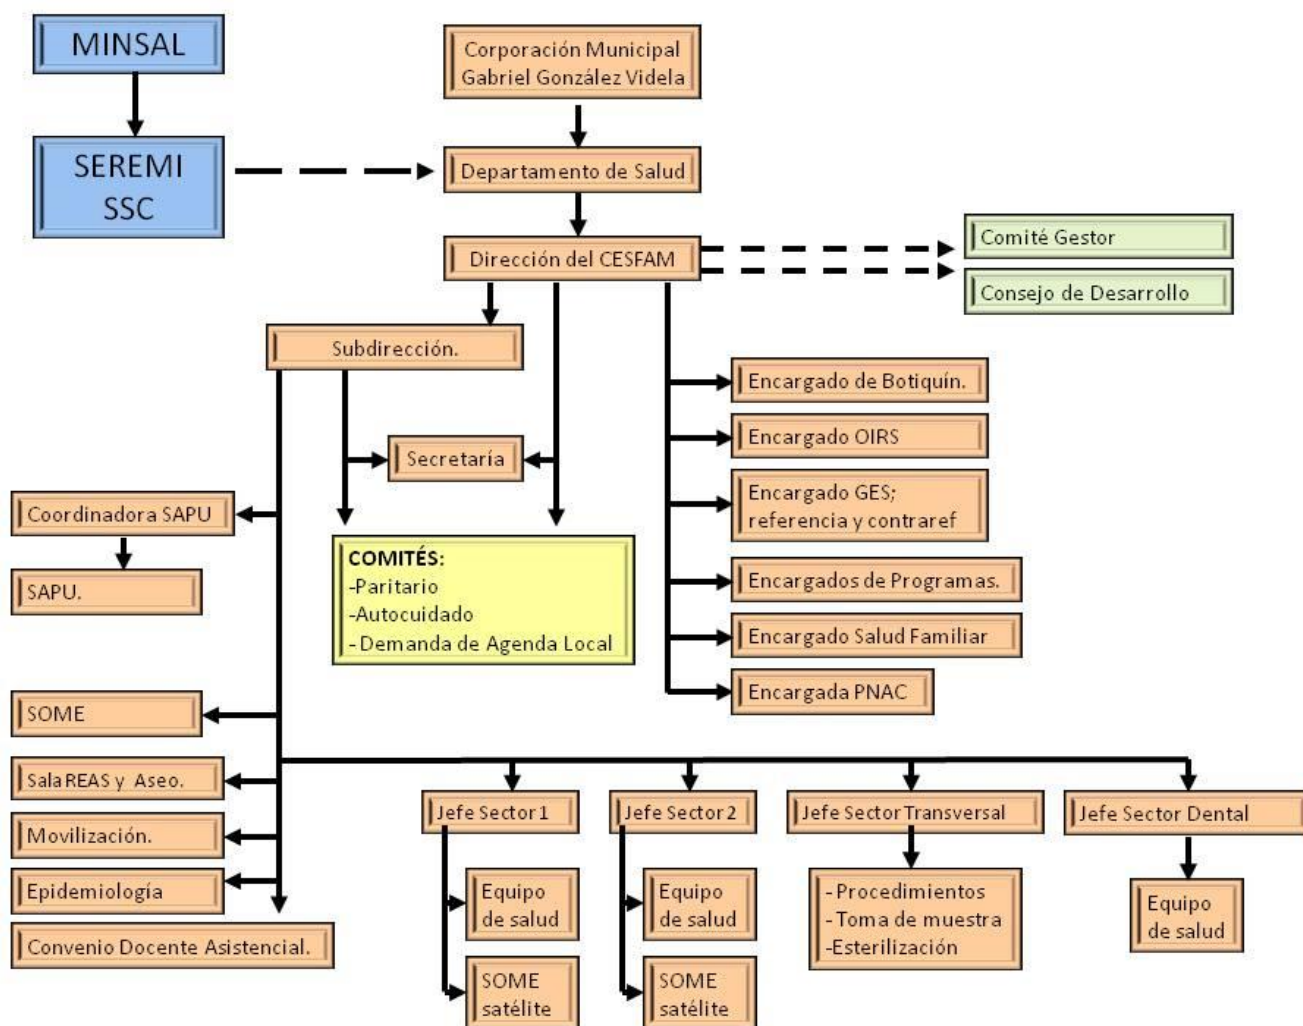 MINSAL
SEREMI
SSC
Corporación Municipal
Gabriel González Videla
Departamento de Salud
Dirección del CESFAM
Comité Gestor
Consejo de Desarrollo
Subdirección.
Secretaría
Encargado de Botiquín.
Encargado OIRS
Encargado GES;
referencia y contraref
Encargados de Programas.
Encargado Salud Familiar
Encargada PNAC
Coordinadora SAPU
SAPU.
COMITÉS:
-Paritario
-Autocuidado
- Demanda de Agenda Local
SOME
Sala REAS y Aseo.
Movilización.
Epidemiología
Convenio Docente Asistencial.
Jefe Sector 1
Equipo
de salud
SOME
satélite
Jefe Sector 2
Equipo
de salud
SOME
satélite
Jefe Sector Transversal
- Procedimientos
- Toma de muestra
-Esterilización
Jefe Sector Dental
Equipo
de salud